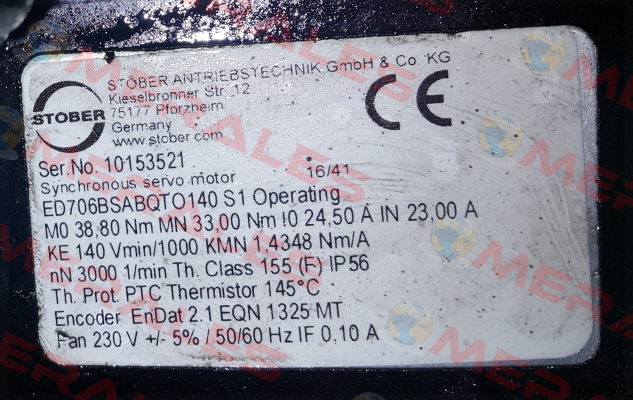 STÖBER ANTRIEBSTECHNIK GmbH & Co. KG
Kieselbronner Str. 12
75177 Pforzheim
Germany
www.stober.com
STOBER
CE
Ser.No. 10153521
16/41
Synchronous servo motor
ED706BSABQTO140 S1 Operating
M0 38,80 Nm MN 33,00 Nm I0 24,50 A IN 23,00 A
KE 140 Vmin/1000 KMN 1,4348 Nm/A
nN 3000 1/min Th. Class 155 (F) IP56
Th. Prot. PTC Thermistor 145°C
Encoder EnDat 2.1 EQN 1325 MT
Fan 230 V +/- 5% / 50/60 Hz IF 0,10 A
MERALES